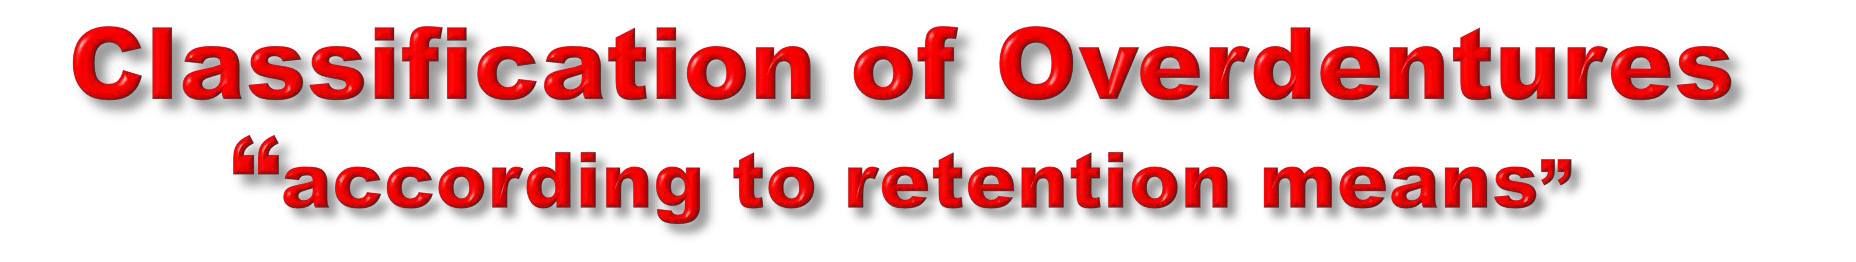 Classification of Overdentures
“according to retention means”